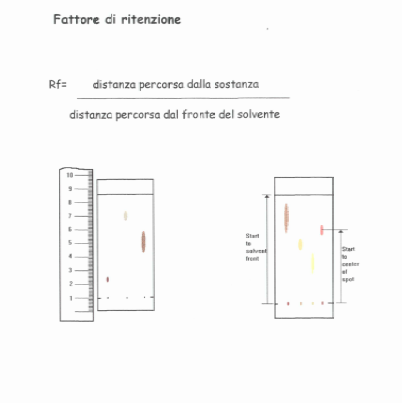 Fattore di ritenzione
Rf=
distanza percorsa dalla sostanza
distanza percorsa dal fronte del solvente
10
9
8
7
6
5
4
3
2
1
Start
to
solvent
front
Start
to
center
of
spot